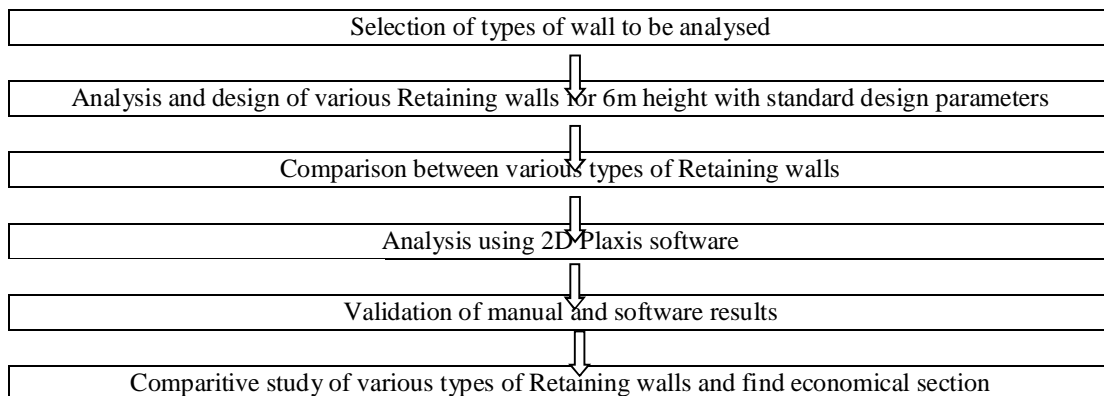 Selection of types of wall to be analysed
Analysis and design of various Retaining walls for 6m height with standard design parameters
Comparison between various types of Retaining walls
Analysis using 2D Plaxis software
Validation of manual and software results
Comparitive study of various types of Retaining walls and find economical section